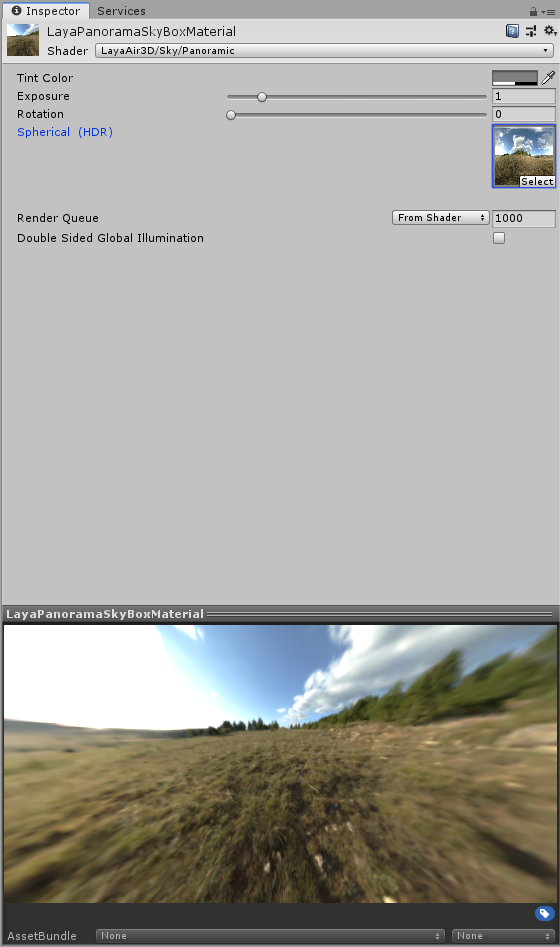 Inspector Services
LayaPanoramaSkyBoxMaterial
Shader LayaAir3D/Sky/Panoramic
Tint Color
Exposure 1
Rotation 0
Spherical (HDR)
Select
Render Queue From Shader 1000
Double Sided Global Illumination
LayaPanoramaSkyBoxMaterial
AssetBundle None None